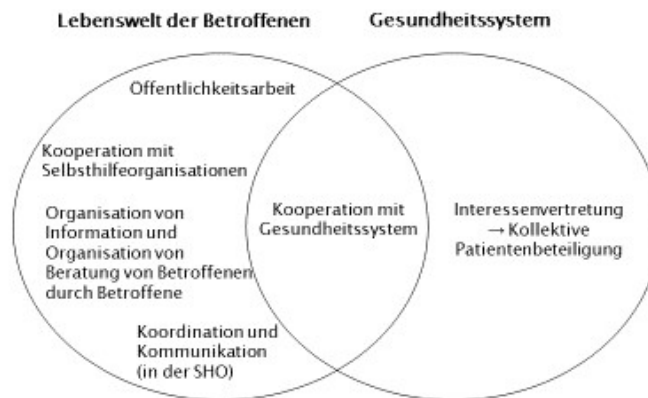 Lebenswelt der Betroffenen
Gesundheitssystem
Öffentlichkeitsarbeit
Kooperation mit
Selbsthilfeorganisationen
Organisation von
Information und
Organisation von
Beratung von Betroffenen
durch Betroffene
Koordination und
Kommunikation
(in der SHO)
Kooperation mit
Gesundheitssystem
Interessenvertretung
→ Kollektive
Patientenbeteiligung